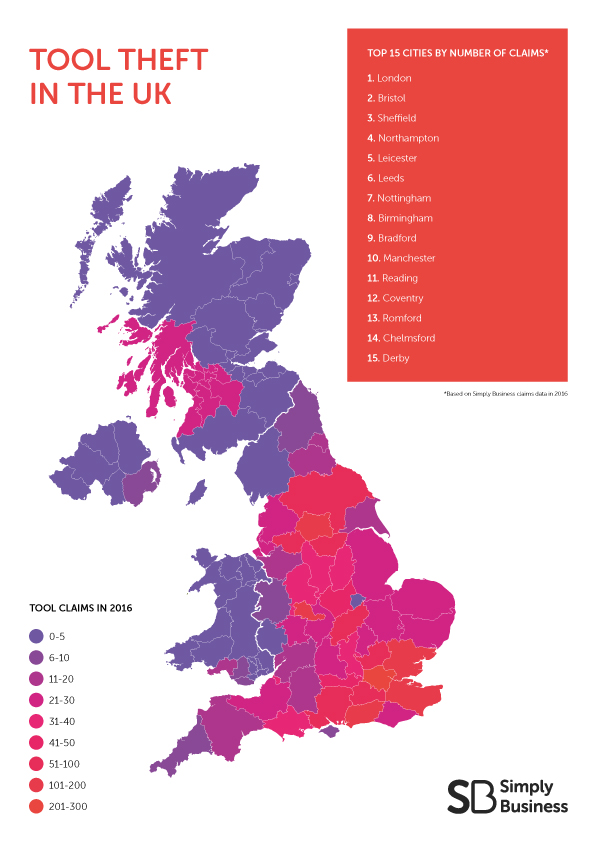 TOOL THEFT
IN THE UK
TOP 15 CITIES BY NUMBER OF CLAIMS*
1. London
2. Bristol
3. Sheffield
4. Northampton
5. Leicester
6. Leeds
7. Nottingham
8. Birmingham
9. Bradford
10. Manchester
11. Reading
12. Coventry
13. Romford
14. Chelmsford
15. Derby
*Based on Simply Business claims data in 2016
TOOL CLAIMS IN 2016
0-5
6-10
11-20
21-30
31-40
41-50
51-100
101-200
201-300
SB Simply
Business